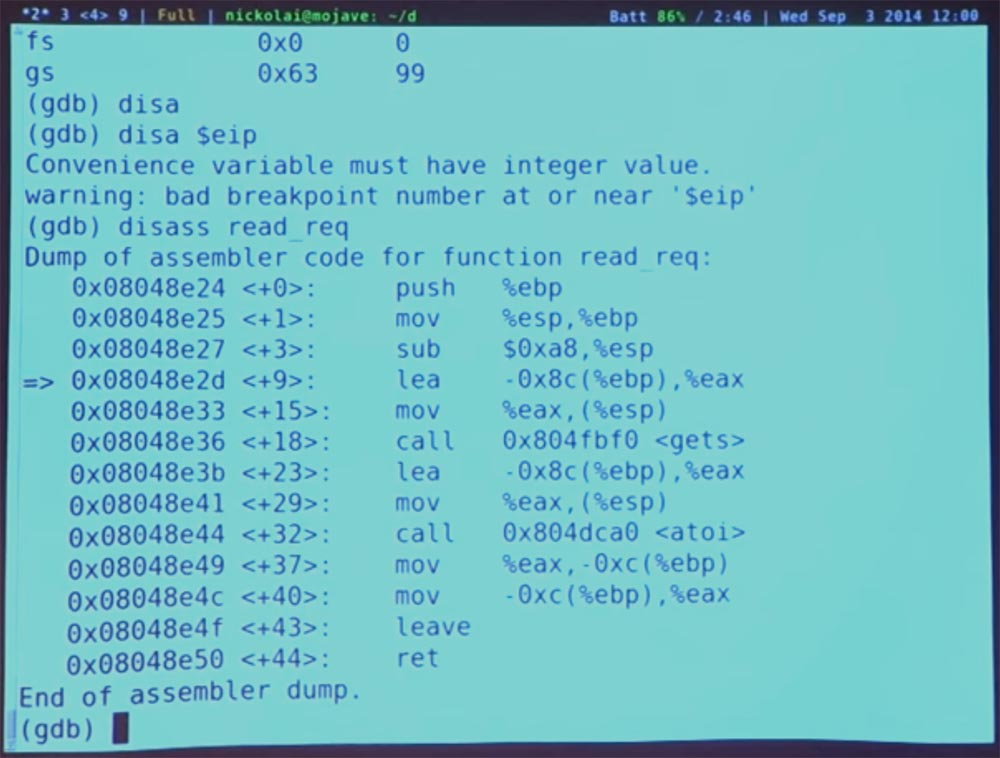 *2* 3 <4> 9 | Full | nickolai@mojave: ~/d Batt 86% / 2:46 | Wed Sep 3 2014 12:00
fs 0x0 0
gs 0x63 99
(gdb) disa
(gdb) disa $eip
Convenience variable must have integer value.
warning: bad breakpoint number at or near '$eip'
(gdb) disass read_req
Dump of assembler code for function read_req:
0x08048e24 <+0>: push %ebp
0x08048e25 <+1>: mov %esp,%ebp
0x08048e27 <+3>: sub $0xa8,%esp
=> 0x08048e2d <+9>: lea -0x8c(%ebp),%eax
0x08048e33 <+15>: mov %eax,(%esp)
0x08048e36 <+18>: call 0x804fbf0 <gets>
0x08048e3b <+23>: lea -0x8c(%ebp),%eax
0x08048e41 <+29>: mov %eax,(%esp)
0x08048e44 <+32>: call 0x804dca0 <atoi>
0x08048e49 <+37>: mov %eax,-0xc(%ebp)
0x08048e4c <+40>: mov -0xc(%ebp),%eax
0x08048e4f <+43>: leave
0x08048e50 <+44>: ret
End of assembler dump.
(gdb)